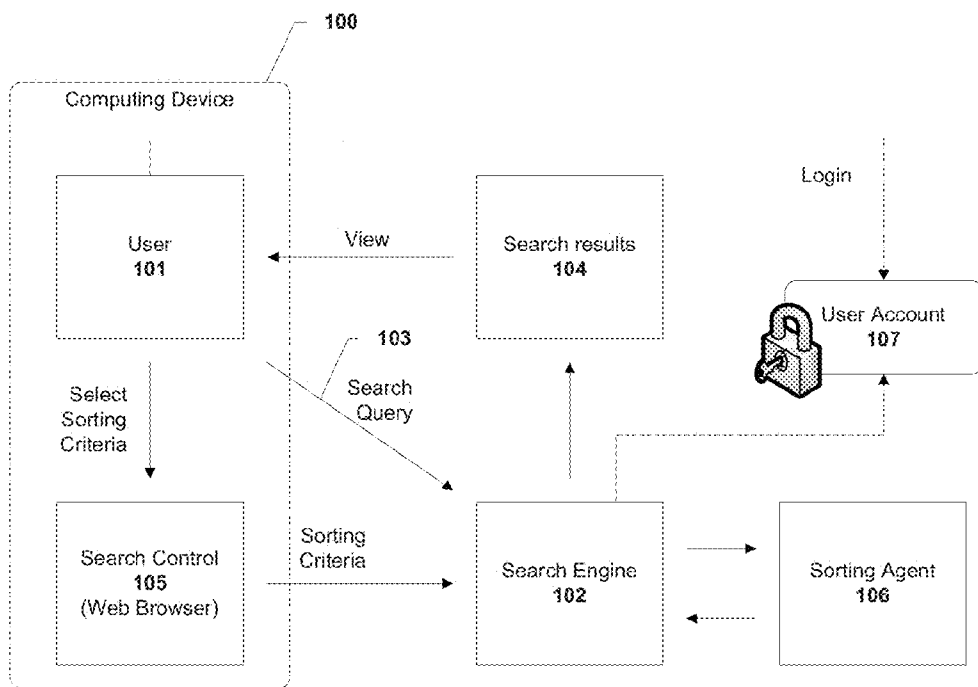 100
Computing Device
Login
User
101
View
Search results
104
User Account
107
103
Search
Query
Select
Sorting
Criteria
Search Control
105
(Web Browser)
Sorting
Criteria
Search Engine
102
Sorting Agent
106